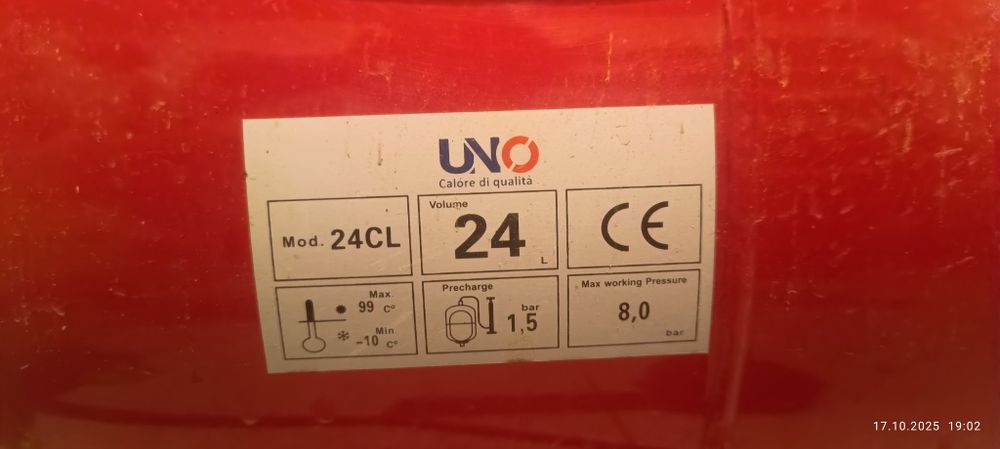 UNO
Calore di qualità
Mod. 24CL
Volume
24 L
CE
Max.
99 C°
Min
-10 C°
Precharge
bar
1,5
Max working Pressure
8,0
bar
17.10.2025 19:02